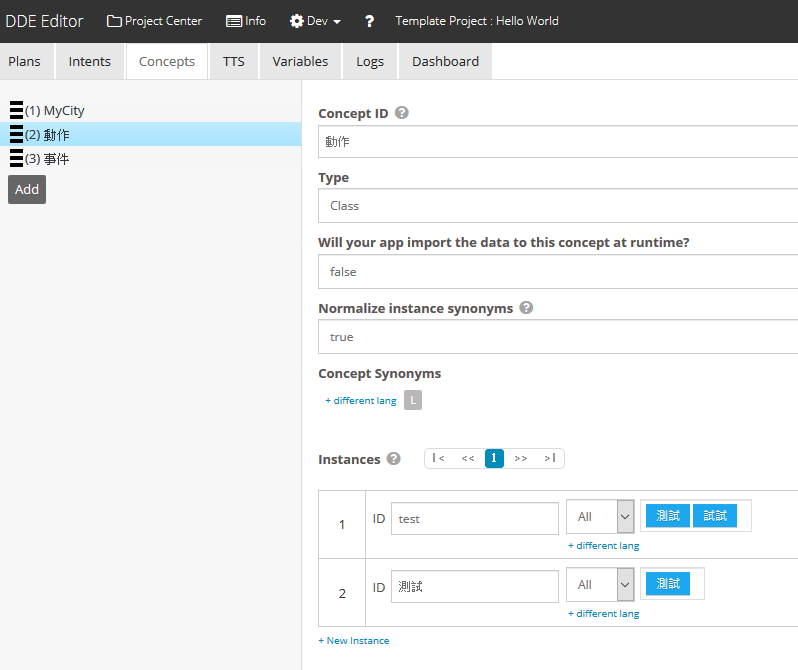 DDE Editor Project Center Info Dev ? Template Project : Hello World
Plans Intents Concepts TTS Variables Logs Dashboard
(1) MyCity
(2) 動作
(3) 事件
Add
Concept ID ?
動作
Type
Class
Will your app import the data to this concept at runtime?
false
Normalize instance synonyms ?
true
Concept Synonyms
+ different lang L
Instances ? |< << 1 >> >|
1 ID test All 測試 試試
+ different lang
2 ID 測試 All 測試
+ different lang
+ New Instance